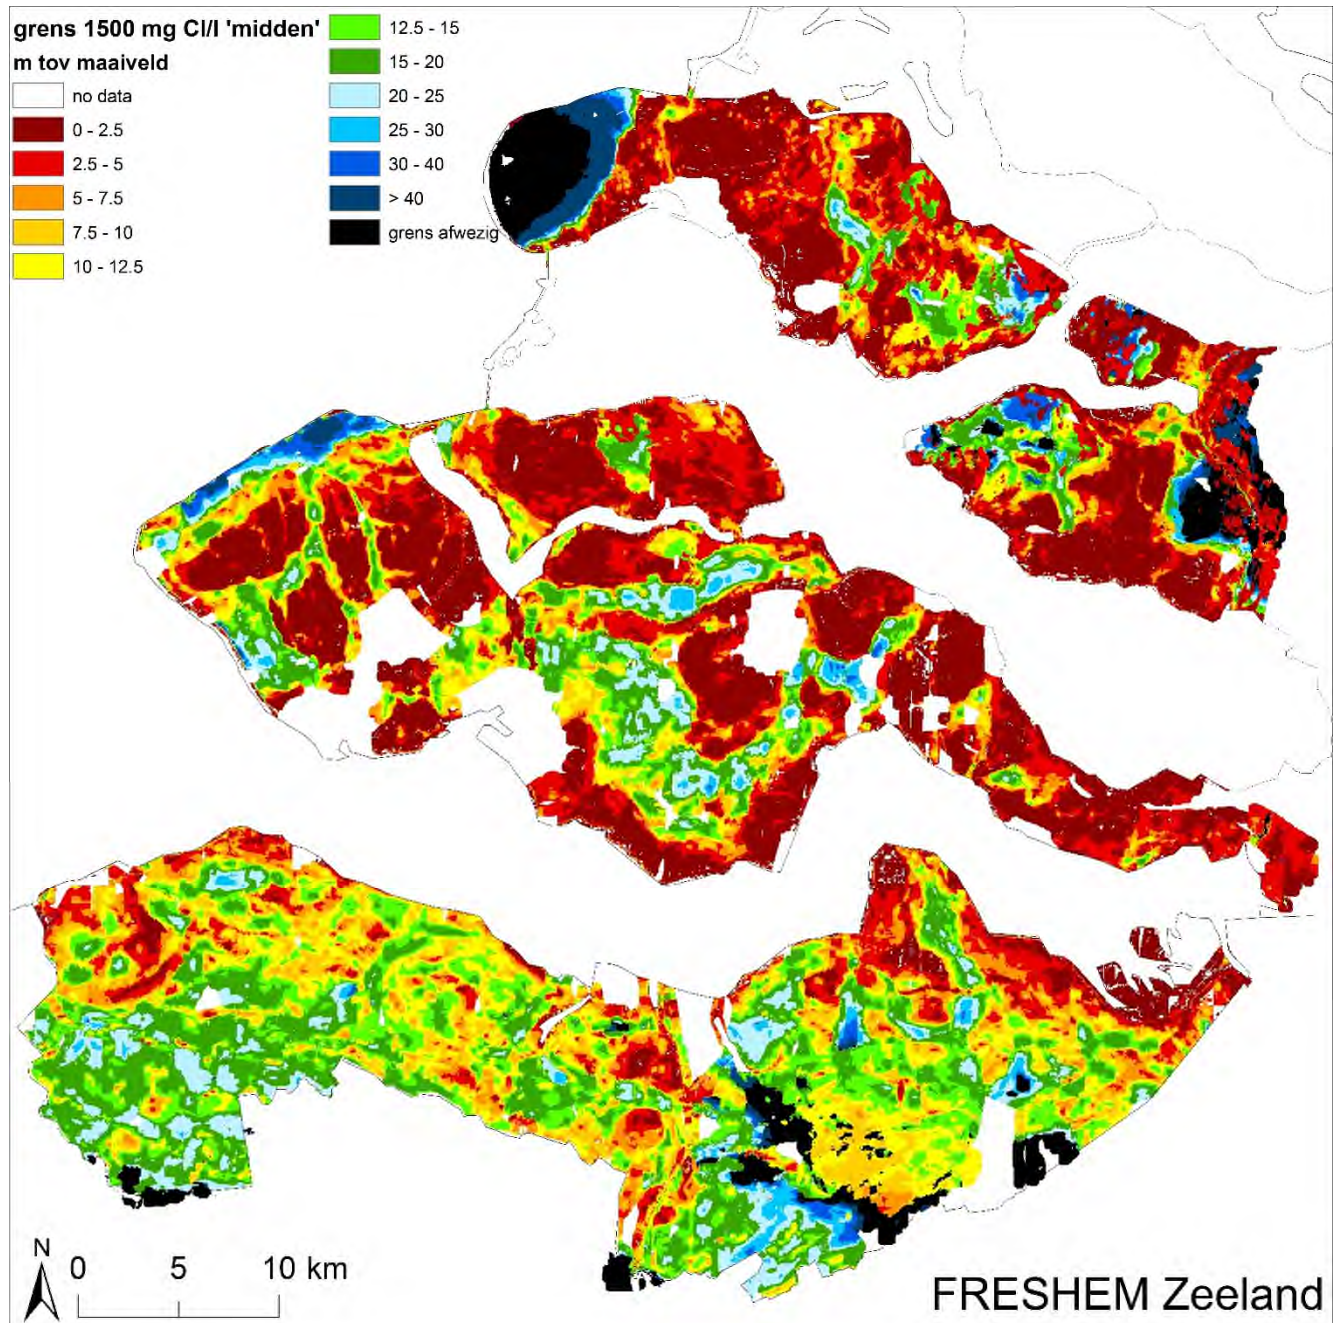 grens 1500 mg Cl/l 'midden'
m tov maaiveld
no data
0 - 2.5
2.5 - 5
5 - 7.5
7.5 - 10
10 - 12.5
12.5 - 15
15 - 20
20 - 25
25 - 30
30 - 40
> 40
grens afwezig
N
0 5 10 km
FRESHEM Zeeland